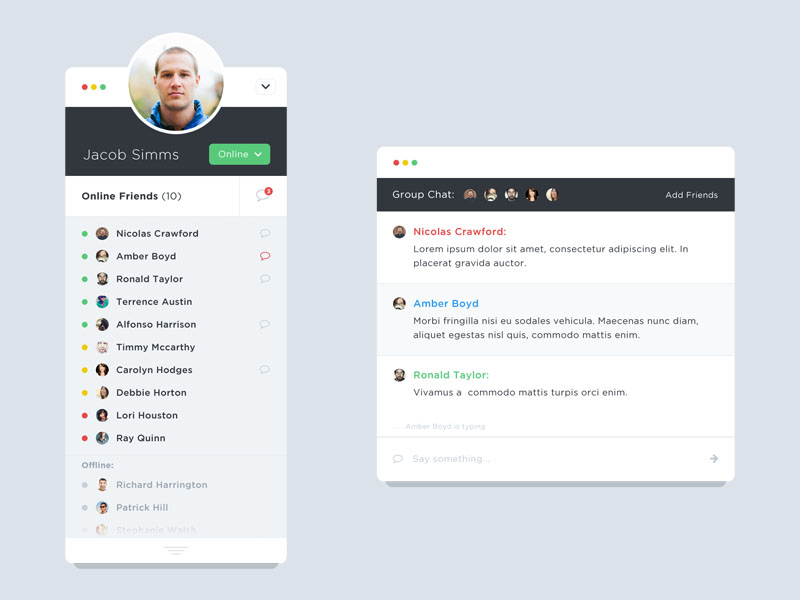 Jacob Simms
Online
Online Friends (10)
3
Nicolas Crawford
Amber Boyd
Ronald Taylor
Terrence Austin
Alfonso Harrison
Timmy Mccarthy
Carolyn Hodges
Debbie Horton
Lori Houston
Ray Quinn
Offline:
Richard Harrington
Patrick Hill
Stephanie Walsh
Group Chat:
Add Friends
Nicolas Crawford:
Lorem ipsum dolor sit amet, consectetur adipiscing elit. In
placerat gravida auctor.
Amber Boyd
Morbi fringilla nisi eu sodales vehicula. Maecenas nunc diam,
aliquet egestas nisl quis, commodo mattis enim.
Ronald Taylor:
Vivamus a  commodo mattis turpis orci enim.
... Amber Boyd is typing
Say something...